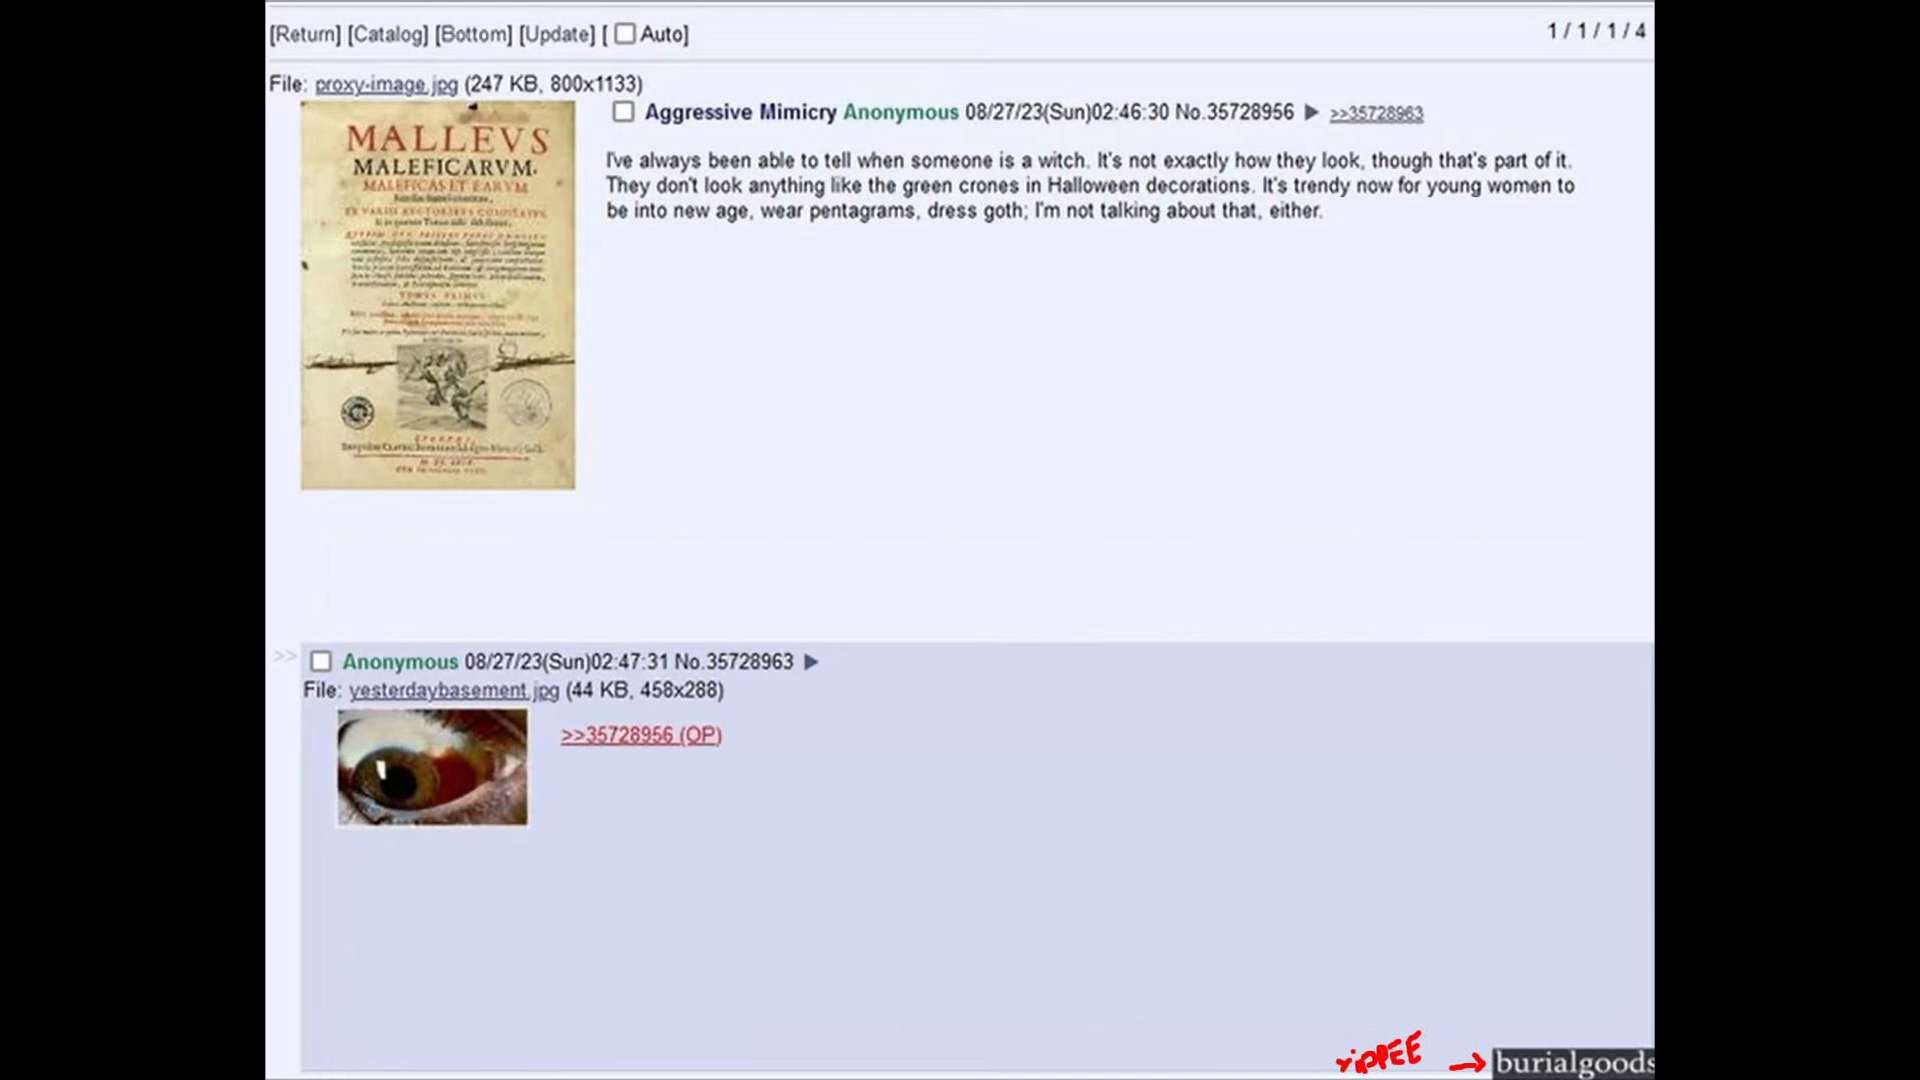 [Return] [Catalog] [Bottom] [Update] [ Auto]
1 / 1 / 1 / 4
File: proxy-image.jpg (247 KB, 800x1133)
Aggressive Mimicry Anonymous 08/27/23(Sun)02:46:30 No.35728956 ▶ >>35728963
MALLEVS
MALEFICARVM.
MALEFICAS ET EARVM
TOMVS PRIMVS
I've always been able to tell when someone is a witch. It's not exactly how they look, though that's part of it.
They don't look anything like the green crones in Halloween decorations. It's trendy now for young women to
be into new age, wear pentagrams, dress goth; I'm not talking about that, either.
>> Anonymous 08/27/23(Sun)02:47:31 No.35728963 ▶
File: yesterdaybasement.jpg (44 KB, 458x288)
>>35728956 (OP)
YiPPEE →
burialgoods